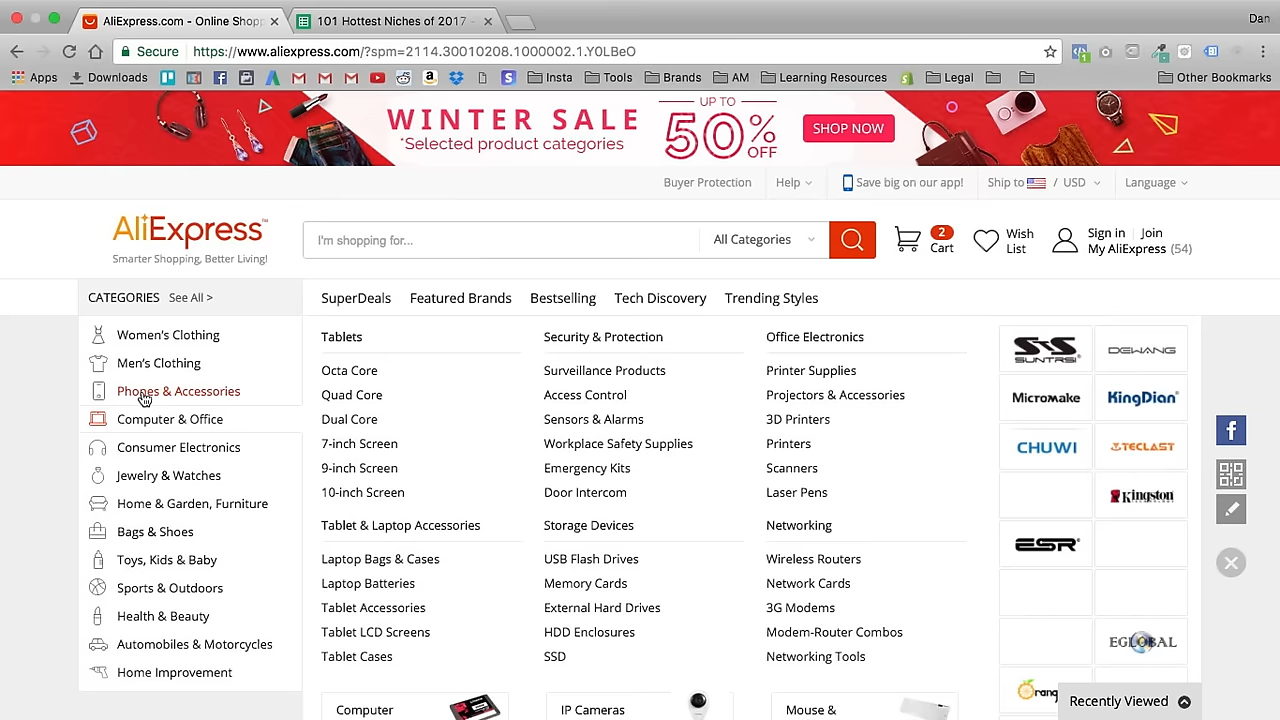 AliExpress.com - Online Shopp
101 Hottest Niches of 2017 -
Dan
Secure
https://www.aliexpress.com/?spm=2114.30010208.1000002.1.Y0LBeO
Apps
Downloads
Insta
Tools
Brands
AM
Learning Resourc
Legal
Other Bookmarks
WINTER SALE
*Selected product categories
UP TO
50%
OFF
SHOP NOW
Buyer Protection
Help
Save big on our app!
Ship to / USD
Language
AliExpress™
Smarter Shopping, Better Living!
I'm shopping for...
All Categories
2
Cart
Wish
List
Sign in Join
My AliExpress (54)
CATEGORIES See All >
SuperDeals
Featured Brands
Bestselling
Tech Discovery
Trending Styles
Women's Clothing
Men's Clothing
Phones & Accessories
Computer & Office
Consumer Electronics
Jewelry & Watches
Home & Garden, Furniture
Bags & Shoes
Toys, Kids & Baby
Sports & Outdoors
Health & Beauty
Automobiles & Motorcycles
Home Improvement
Tablets
Octa Core
Quad Core
Dual Core
7-inch Screen
9-inch Screen
10-inch Screen
Tablet & Laptop Accessories
Laptop Bags & Cases
Laptop Batteries
Tablet Accessories
Tablet LCD Screens
Tablet Cases
Computer
Security & Protection
Surveillance Products
Access Control
Sensors & Alarms
Workplace Safety Supplies
Emergency Kits
Door Intercom
Storage Devices
USB Flash Drives
Memory Cards
External Hard Drives
HDD Enclosures
SSD
IP Cameras
Office Electronics
Printer Supplies
Projectors & Accessories
3D Printers
Printers
Scanners
Laser Pens
Networking
Wireless Routers
Network Cards
3G Modems
Modem-Router Combos
Networking Tools
Mouse &
SUNTRSI
DEWANG
MICROMAKE
KingDian
CHUWI
TECLAST
Kingston
ESR
EGLOBAL
Orang
Recently Viewed